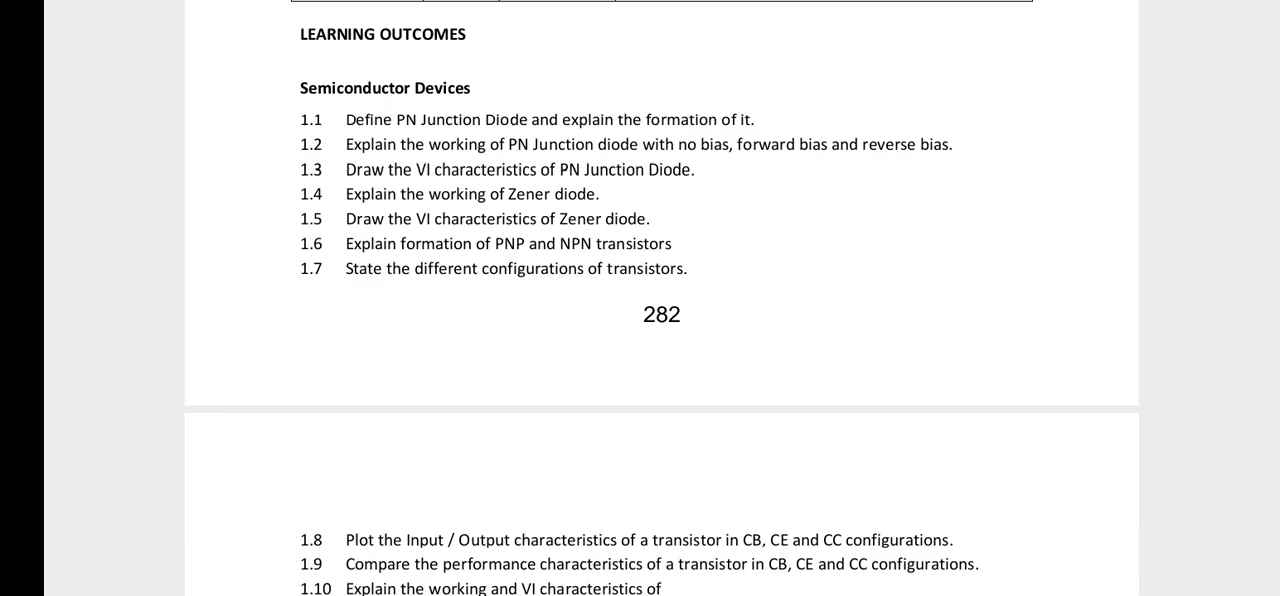 LEARNING OUTCOMES
Semiconductor Devices
1.1 Define PN Junction Diode and explain the formation of it.
1.2 Explain the working of PN Junction diode with no bias, forward bias and reverse bias.
1.3 Draw the VI characteristics of PN Junction Diode.
1.4 Explain the working of Zener diode.
1.5 Draw the VI characteristics of Zener diode.
1.6 Explain formation of PNP and NPN transistors
1.7 State the different configurations of transistors.
282
1.8 Plot the Input / Output characteristics of a transistor in CB, CE and CC configurations.
1.9 Compare the performance characteristics of a transistor in CB, CE and CC configurations.
1.10 Explain the working and VI characteristics of